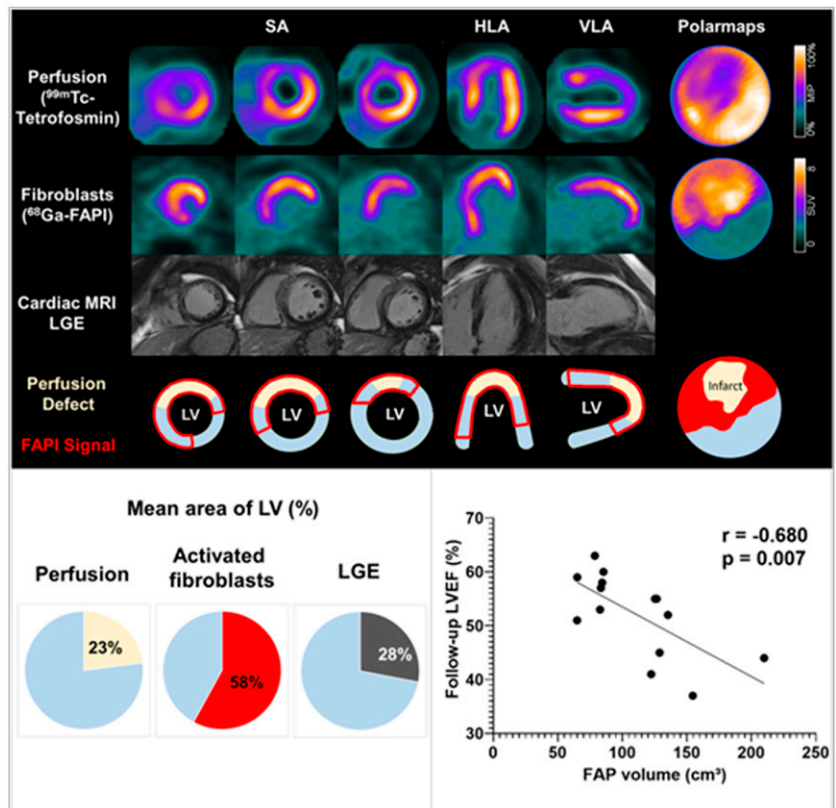 SA HLA VLA Polarmaps
Perfusion
(⁹⁹ᵐTc-
Tetrofosmin)
100%
MIP
0%
Fibroblasts
(⁶⁸Ga-FAPI)
8
SUV
0
Cardiac MRI
LGE
Perfusion
Defect
FAPI Signal
LV LV LV LV LV Infarct
Mean area of LV (%)
Perfusion Activated
fibroblasts LGE
23% 58% 28%
r = -0.680
p = 0.007
Follow-up LVEF (%)
70
60
50
40
30
0 50 100 150 200 250
FAP volume (cm³)